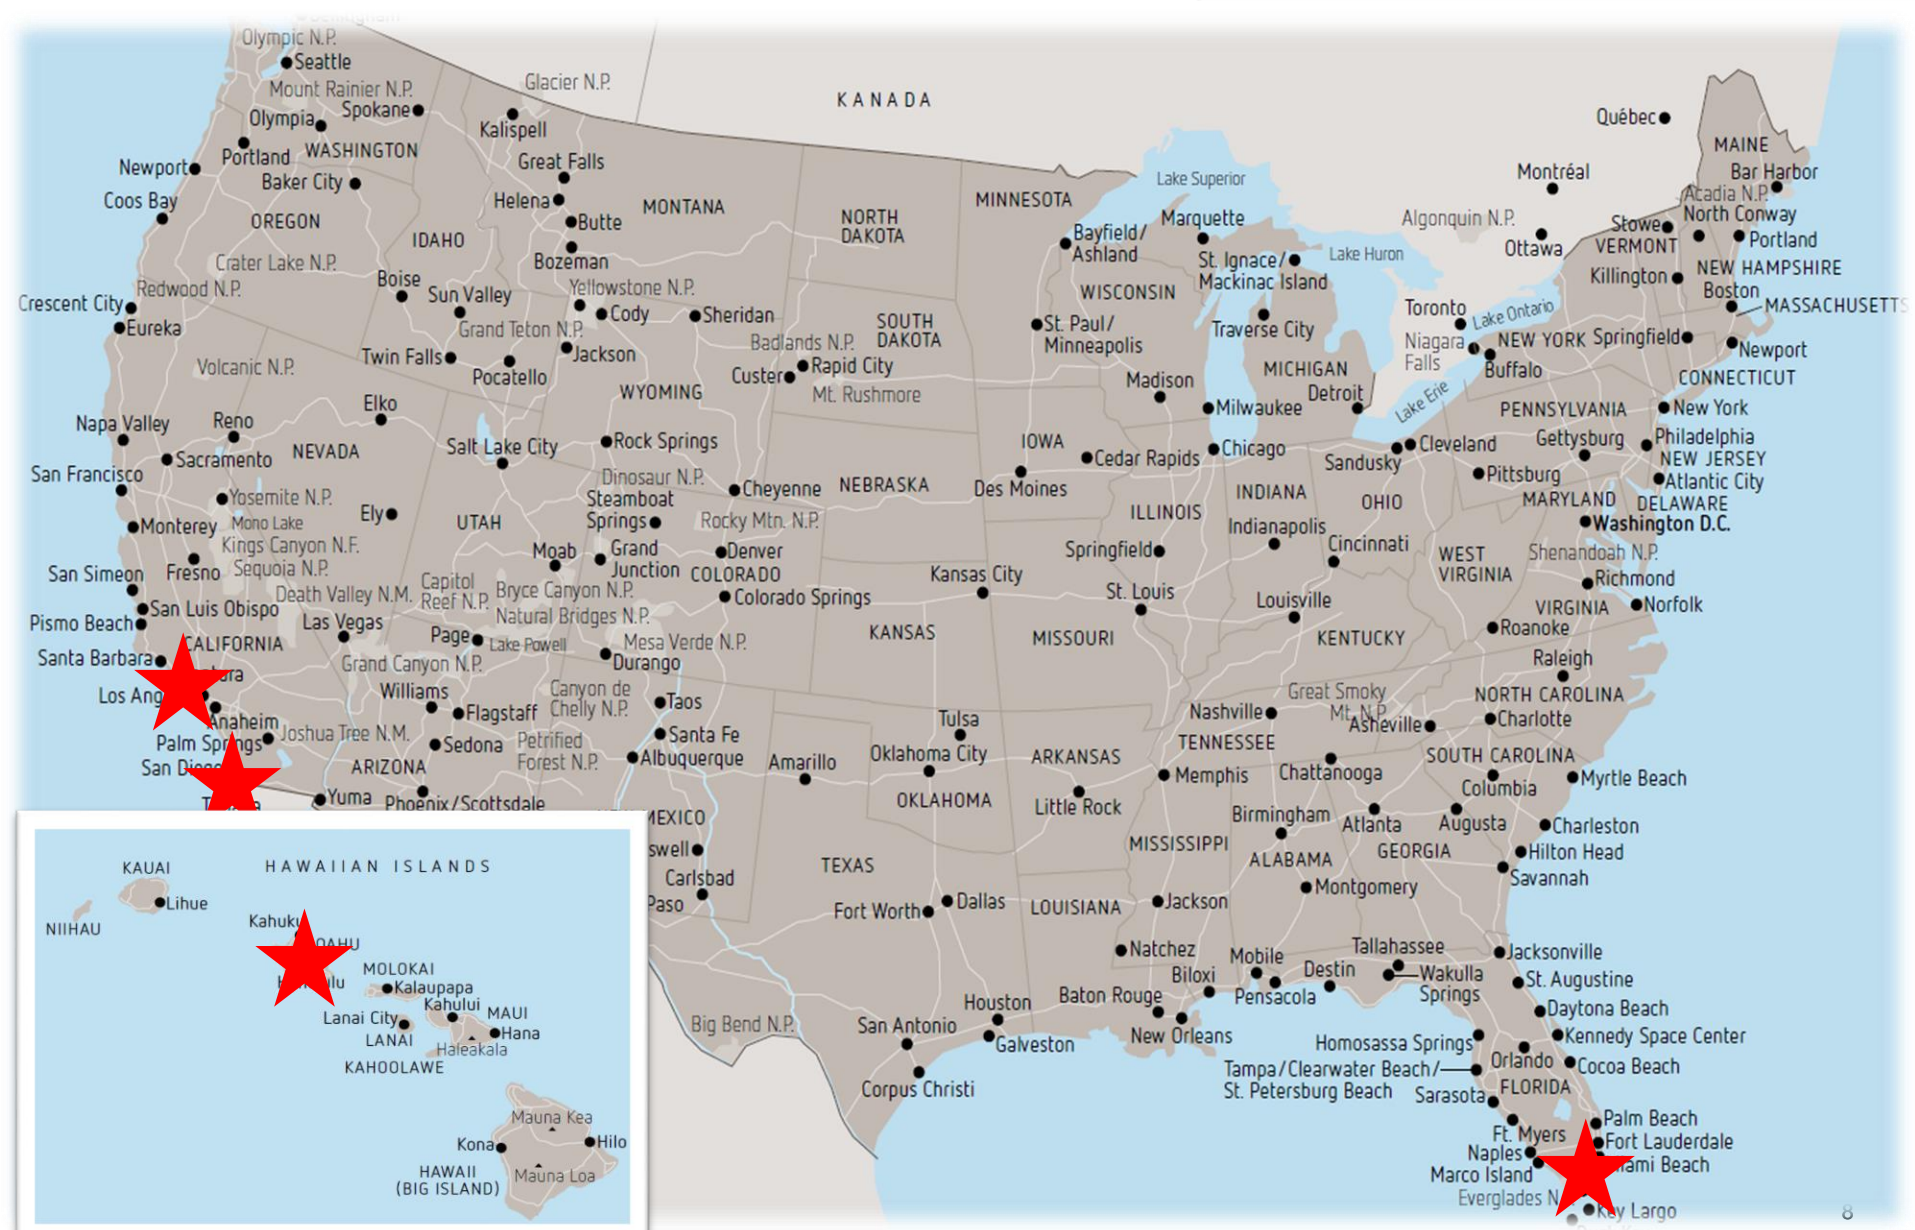 Olympic N.P.
Seattle
Mount Rainier N.P.
Glacier N.P.
Spokane
KANADA
Olympia
Kalispell
Québec
Portland
WASHINGTON
MAINE
Newport
Great Falls
Montréal
Bar Harbor
Baker City
Lake Superior
Acadia N.P.
Coos Bay
Helena
MONTANA
MINNESOTA
OREGON
Butte
NORTH
DAKOTA
Marquette
Algonquin N.P.
North Conway
Stowe
IDAHO
Bayfield/
Ashland
Ottawa
VERMONT
Portland
Crater Lake N.P.
Bozeman
St. Ignace/
Mackinac Island
Lake Huron
NEW HAMPSHIRE
Killington
Redwood N.P.
Boise
Sun Valley
Yellowstone N.P.
WISCONSIN
Boston
MASSACHUSETTS
Crescent City
Cody
Sheridan
Toronto
Lake Ontario
Eureka
Grand Teton N.P.
SOUTH
DAKOTA
St. Paul/
Minneapolis
Traverse City
Niagara
Falls
NEW YORK
Springfield
Volcanic N.P.
Twin Falls
Jackson
Badlands N.P.
Rapid City
Newport
Pocatello
Custer
Madison
MICHIGAN
Buffalo
CONNECTICUT
WYOMING
Mt. Rushmore
Detroit
Lake Erie
Elko
Milwaukee
PENNSYLVANIA
New York
Napa Valley
Reno
Salt Lake City
Rock Springs
IOWA
Chicago
Cleveland
Gettysburg
Philadelphia
Sacramento
NEVADA
Cedar Rapids
Sandusky
NEW JERSEY
San Francisco
Dinosaur N.P.
Cheyenne
NEBRASKA
Des Moines
Pittsburg
Atlantic City
Yosemite N.P.
Steamboat
Springs
INDIANA
OHIO
MARYLAND
DELAWARE
Monterey
Mono Lake
Ely
UTAH
Rocky Mtn. N.P.
ILLINOIS
Indianapolis
Washington D.C.
Kings Canyon N.F.
Moab
Grand
Junction
Denver
Springfield
Cincinnati
WEST
VIRGINIA
Shenandoah N.P.
San Simeon
Fresno
Sequoia N.P.
COLORADO
Kansas City
Richmond
Death Valley N.M.
Capitol
Reef N.P.
Bryce Canyon N.P.
Colorado Springs
St. Louis
Louisville
VIRGINIA
Norfolk
San Luis Obispo
Natural Bridges N.P.
Pismo Beach
Las Vegas
Page
Lake Powell
Mesa Verde N.P.
KANSAS
MISSOURI
KENTUCKY
Roanoke
CALIFORNIA
Santa Barbara
Grand Canyon N.P.
Durango
Raleigh
Los Ang
Williams
Canyon de
Chelly N.P.
Taos
Great Smoky
Mt. N.P.
NORTH CAROLINA
Anaheim
Flagstaff
Tulsa
Nashville
Asheville
Charlotte
Joshua Tree N.M.
Palm Springs
Sedona
Petrified
Forest N.P.
Santa Fe
TENNESSEE
San Diego
ARIZONA
Albuquerque
Amarillo
Oklahoma City
ARKANSAS
Memphis
Chattanooga
SOUTH CAROLINA
Columbia
Myrtle Beach
Yuma
Phoenix/Scottsdale
OKLAHOMA
Little Rock
Birmingham
Atlanta
Augusta
MEXICO
Charleston
swell
MISSISSIPPI
ALABAMA
GEORGIA
Hilton Head
Carlsbad
TEXAS
Montgomery
Savannah
Paso
Fort Worth
Dallas
LOUISIANA
Jackson
Natchez
Mobile
Tallahassee
Jacksonville
Biloxi
Destin
Wakulla
Springs
St. Augustine
Houston
Baton Rouge
Pensacola
Daytona Beach
Big Bend N.P.
San Antonio
Galveston
New Orleans
Homosassa Springs
Kennedy Space Center
Orlando
Tampa/Clearwater Beach/
St. Petersburg Beach
Cocoa Beach
Corpus Christi
Sarasota
FLORIDA
Palm Beach
Ft. Myers
Fort Lauderdale
Naples
Marco Island
ami Beach
Everglades N
Key Largo
8
KAUAI
HAWAIIAN ISLANDS
Lihue
NIIHAU
Kahuku
OAHU
MOLOKAI
Kalaupapa
Kahului
MAUI
Lanai City
Hana
LANAI
Haleakala
KAHOOLAWE
Mauna Kea
Kona
Hilo
HAWAII
(BIG ISLAND)
Mauna Loa